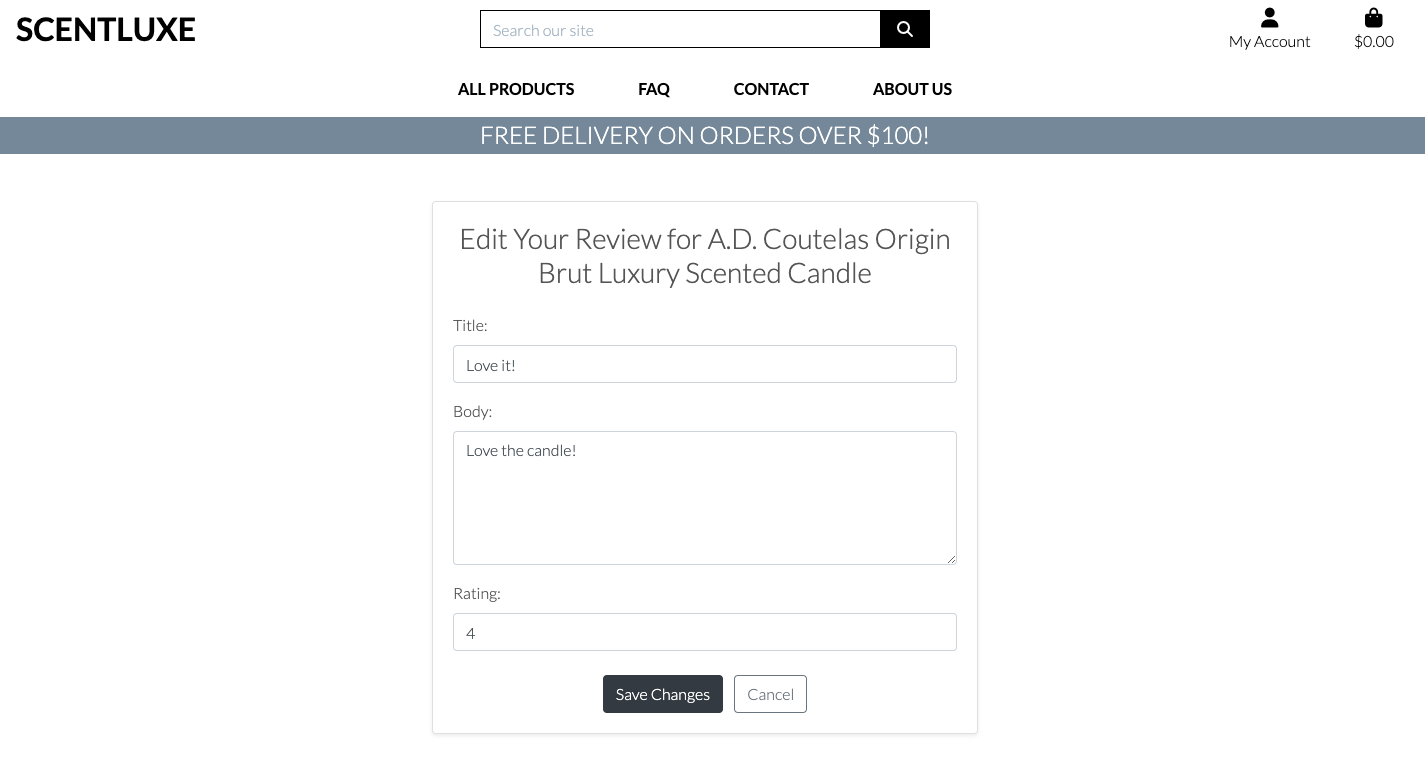 SCENTLUXE
Search our site
My Account
$0.00
ALL PRODUCTS
FAQ
CONTACT
ABOUT US
FREE DELIVERY ON ORDERS OVER $100!
Edit Your Review for A.D. Coutelas Origin
Brut Luxury Scented Candle
Title:
Love it!
Body:
Love the candle!
Rating:
4
Save Changes
Cancel